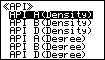 ≪API≫
API A(Density)
API B(Density)
API D(Density)
API A(Degree)
API B(Degree)
API D(Degree)